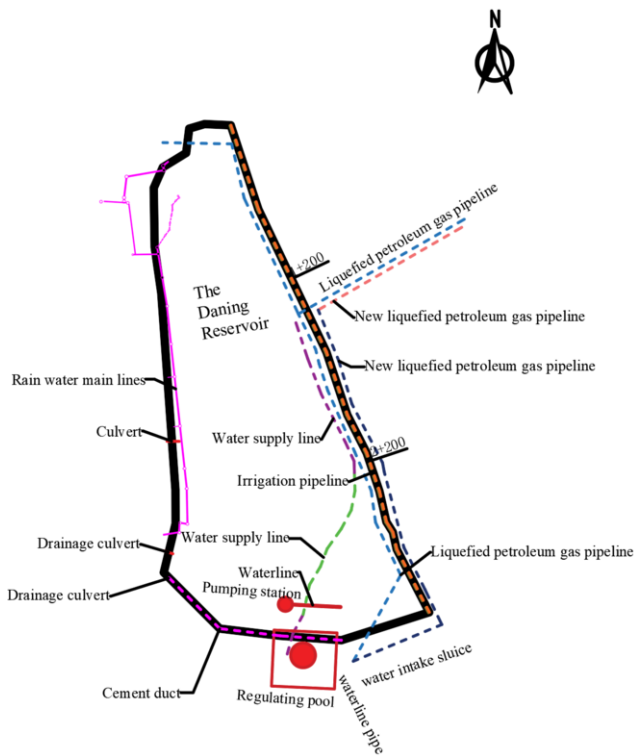 N
Liquefied petroleum gas pipeline
+200
The
Daning
Reservoir
New liquefied petroleum gas pipeline
New liquefied petroleum gas pipeline
Rain water main lines
Culvert
Water supply line
2+200
Irrigation pipeline
Water supply line
Drainage culvert
Liquefied petroleum gas pipeline
Waterline
Pumping station
Drainage culvert
water intake sluice
Cement duct
Regulating pool
waterline pipe